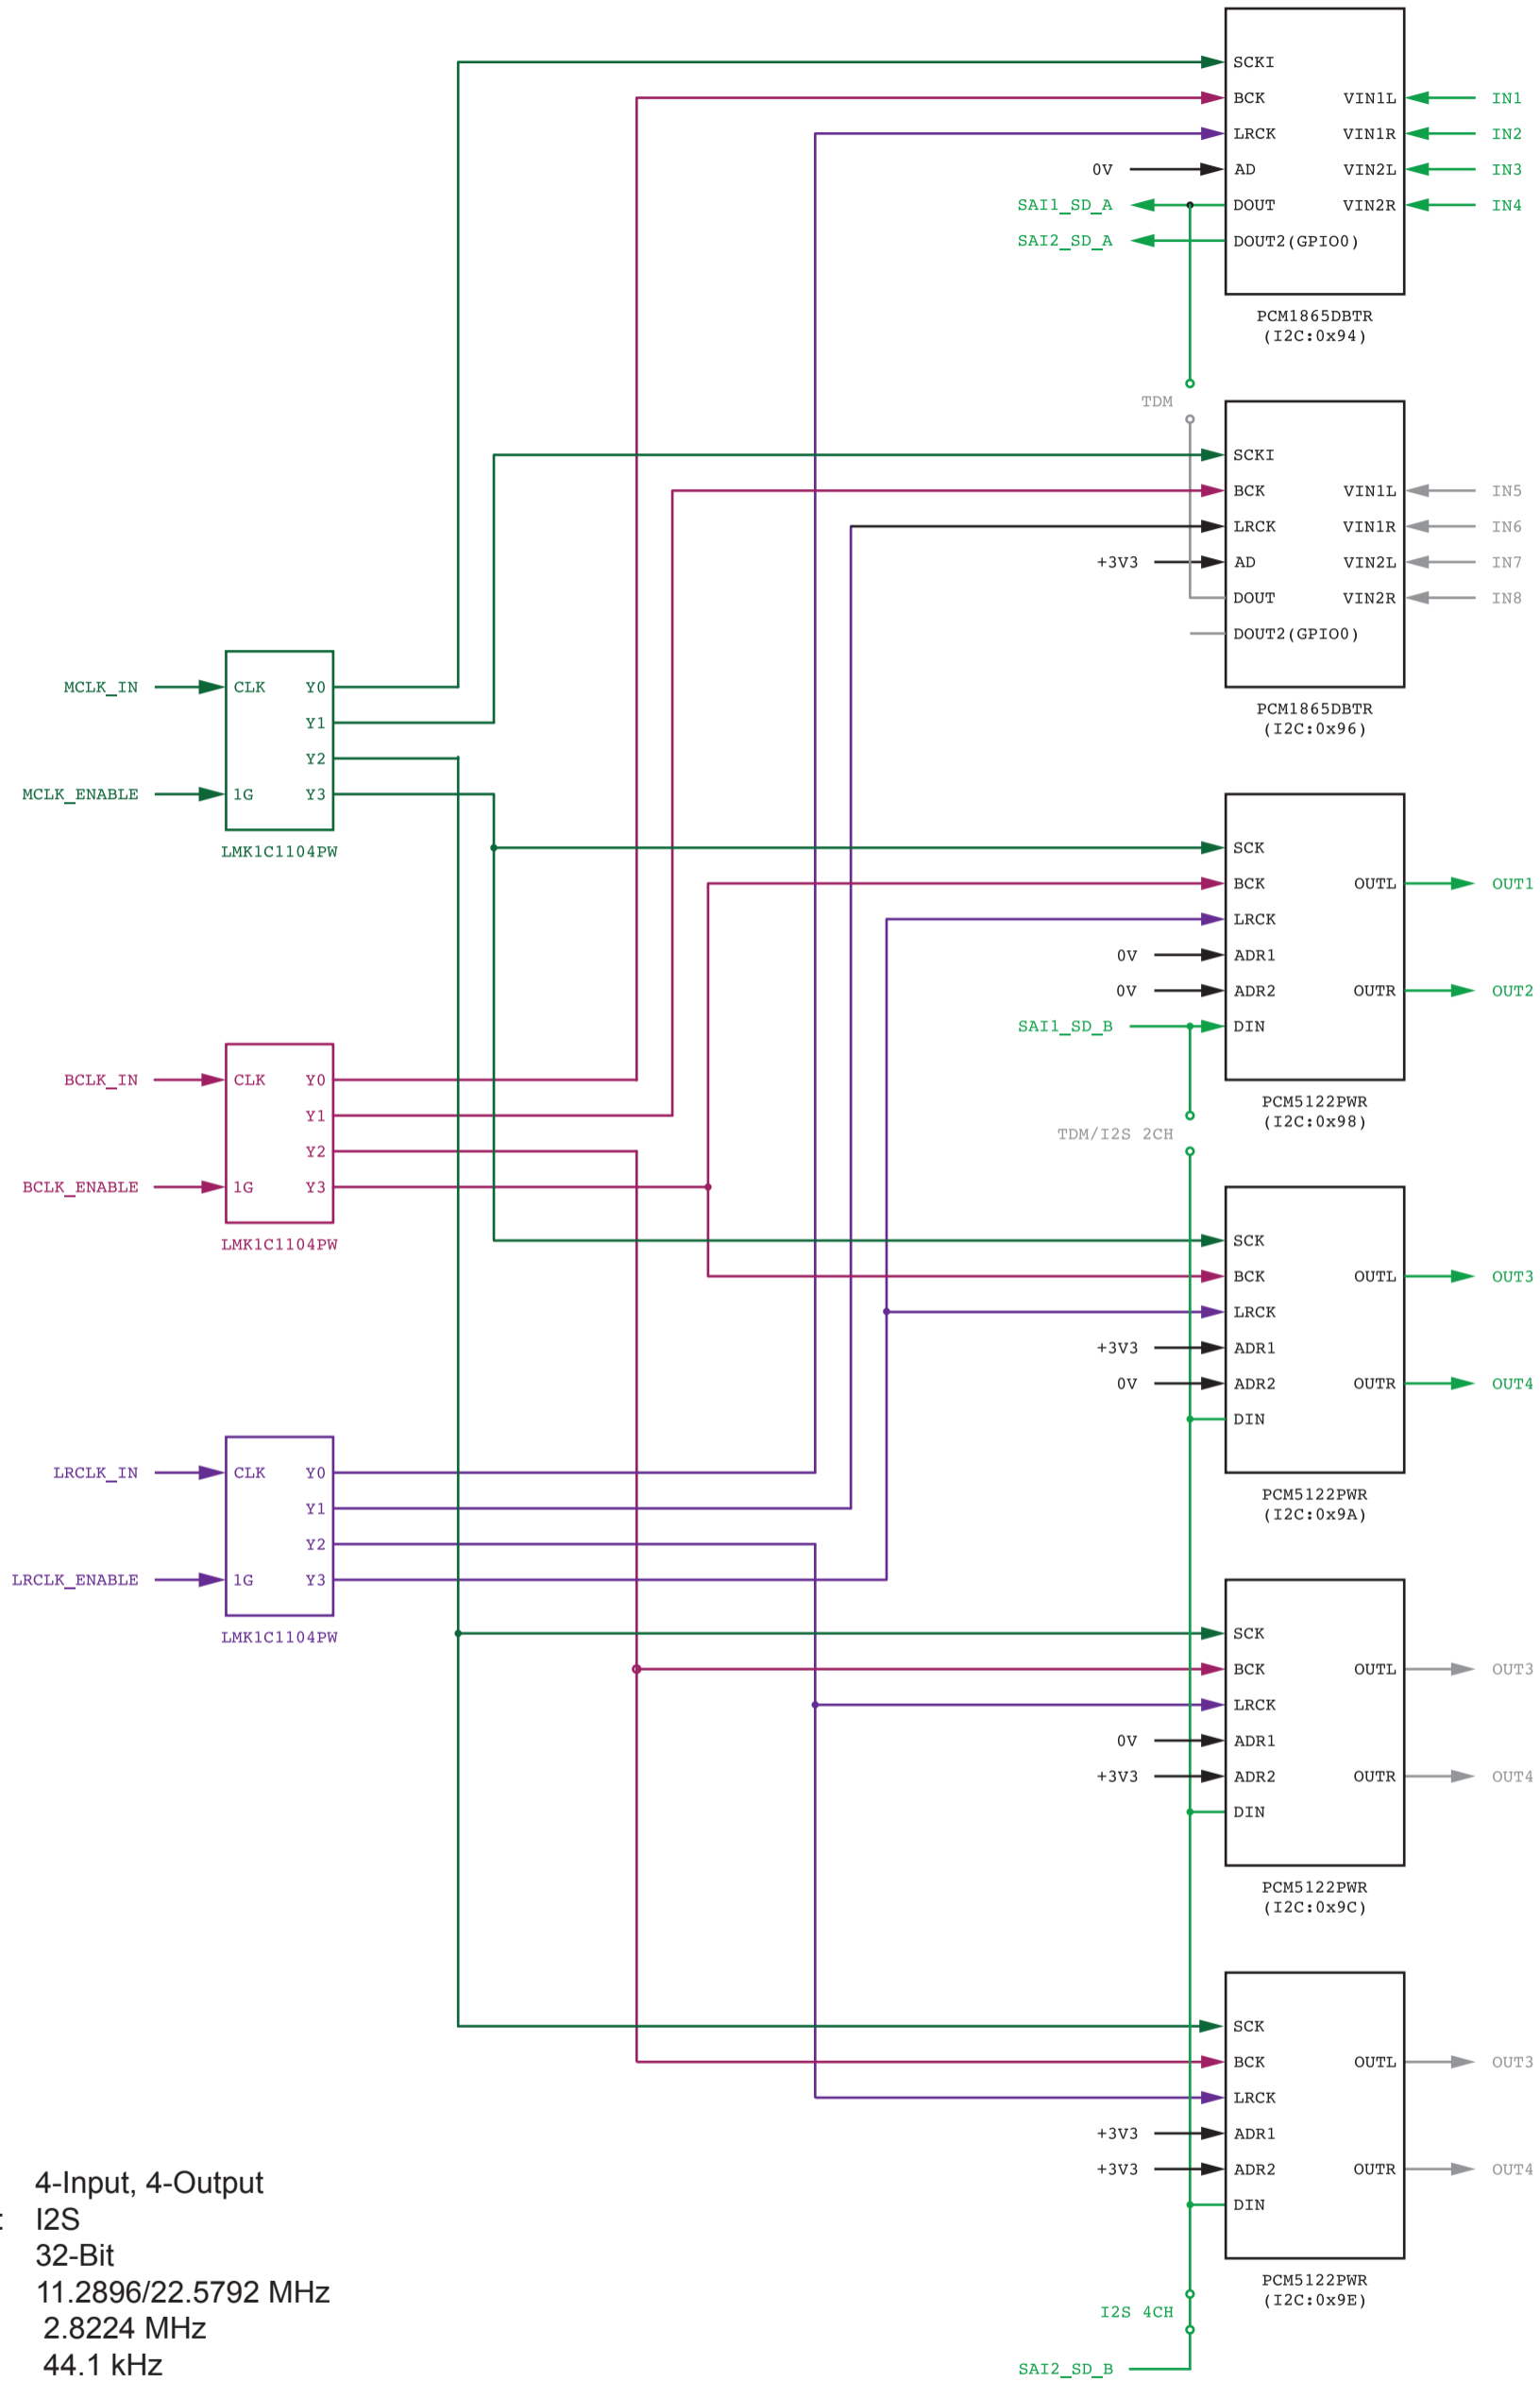 SCKI
BCK VIN1L IN1
LRCK VIN1R IN2
0V AD VIN2L IN3
SAI1_SD_A DOUT VIN2R IN4
SAI2_SD_A DOUT2(GPIO0)
PCM1865DBTR
(I2C:0x94)
TDM
SCKI
BCK VIN1L IN5
LRCK VIN1R IN6
+3V3 AD VIN2L IN7
DOUT VIN2R IN8
DOUT2(GPIO0)
PCM1865DBTR
(I2C:0x96)
MCLK_IN CLK Y0
Y1
Y2
MCLK_ENABLE 1G Y3
LMK1C1104PW
SCK
BCK OUTL OUT1
LRCK
0V ADR1
0V ADR2 OUTR OUT2
SAI1_SD_B DIN
PCM5122PWR
(I2C:0x98)
TDM/I2S 2CH
BCLK_IN CLK Y0
Y1
Y2
BCLK_ENABLE 1G Y3
LMK1C1104PW
SCK
BCK OUTL OUT3
LRCK
+3V3 ADR1
0V ADR2 OUTR OUT4
DIN
PCM5122PWR
(I2C:0x9A)
LRCLK_IN CLK Y0
Y1
Y2
LRCLK_ENABLE 1G Y3
LMK1C1104PW
SCK
BCK OUTL OUT3
LRCK
0V ADR1
+3V3 ADR2 OUTR OUT4
DIN
PCM5122PWR
(I2C:0x9C)
SCK
BCK OUTL OUT3
LRCK
+3V3 ADR1
+3V3 ADR2 OUTR OUT4
DIN
PCM5122PWR
(I2C:0x9E)
I2S 4CH
SAI2_SD_B
4-Input, 4-Output
: I2S
32-Bit
11.2896/22.5792 MHz
2.8224 MHz
44.1 kHz